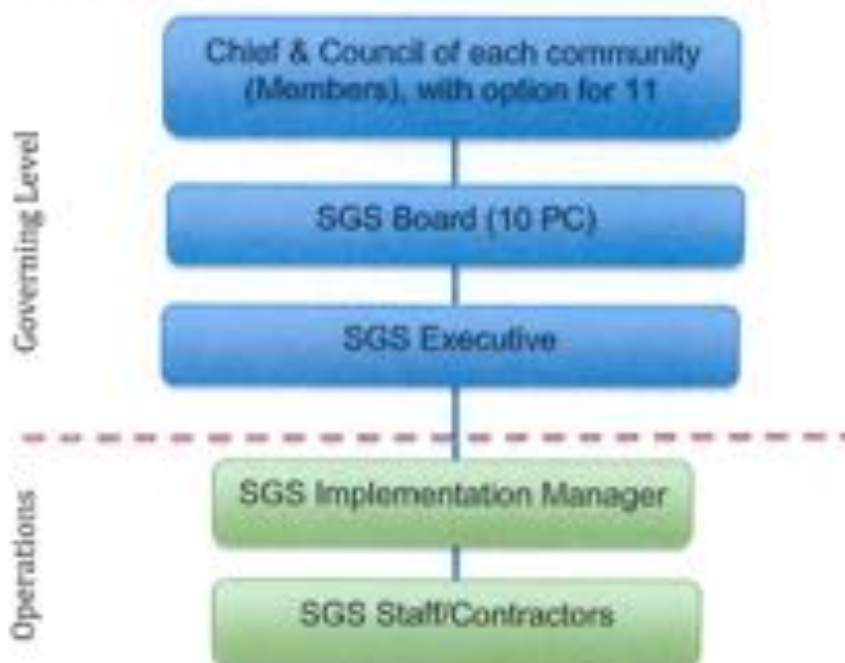 Governing Level
Chief & Council of each community
(Members), with option for 11
SGS Board (10 PC)
SGS Executive
Operations
SGS Implementation Manager
SGS Staff/Contractors